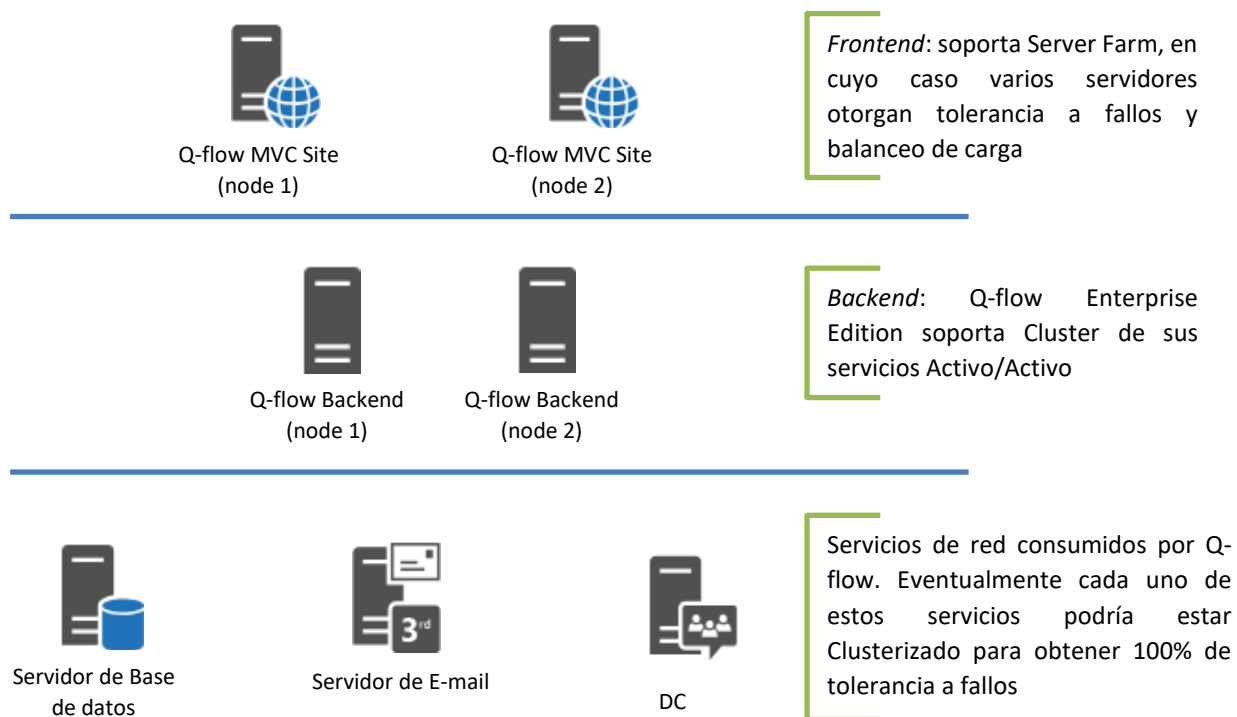 Q-flow MVC Site
(node 1)
Q-flow MVC Site
(node 2)
Frontend: soporta Server Farm, en
cuyo caso varios servidores
otorgan tolerancia a fallos y
balanceo de carga
Q-flow Backend
(node 1)
Q-flow Backend
(node 2)
Backend: Q-flow Enterprise
Edition soporta Cluster de sus
servicios Activo/Activo
3rd
Servidor de Base
de datos
Servidor de E-mail
DC
Servicios de red consumidos por Q-
flow. Eventualmente cada uno de
estos servicios podría estar
Clusterizado para obtener 100% de
tolerancia a fallos